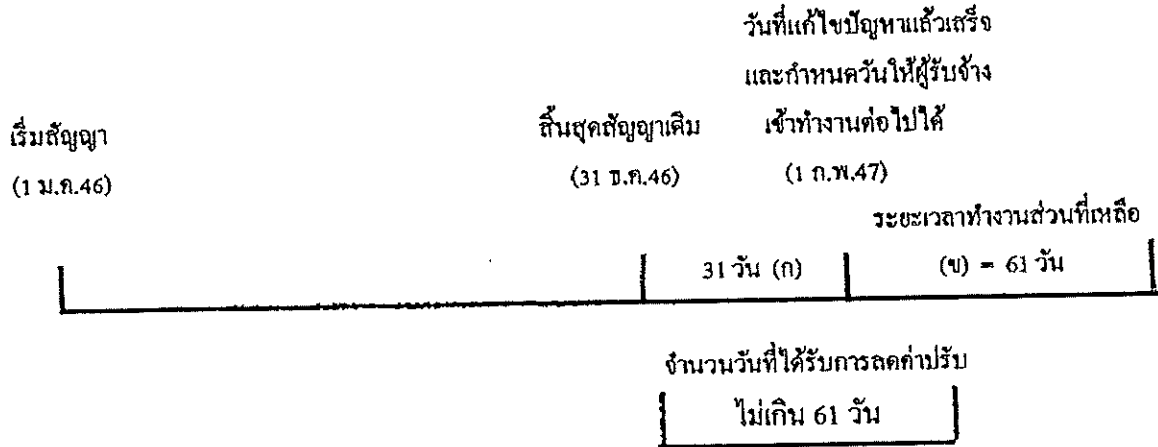 วันที่แก้ไขปัญหาแล้วเสร็จ
และกำหนดวันให้ผู้รับจ้าง
เริ่มสัญญา สิ้นสุดสัญญาเดิม เข้าทำงานต่อไปได้
(1 ม.ค.46) (31 ธ.ค.46) (1 ก.พ.47)
ระยะเวลาทำงานส่วนที่เหลือ
31 วัน (ก) (ข) = 61 วัน
จำนวนวันที่ได้รับการลดค่าปรับ
ไม่เกิน 61 วัน